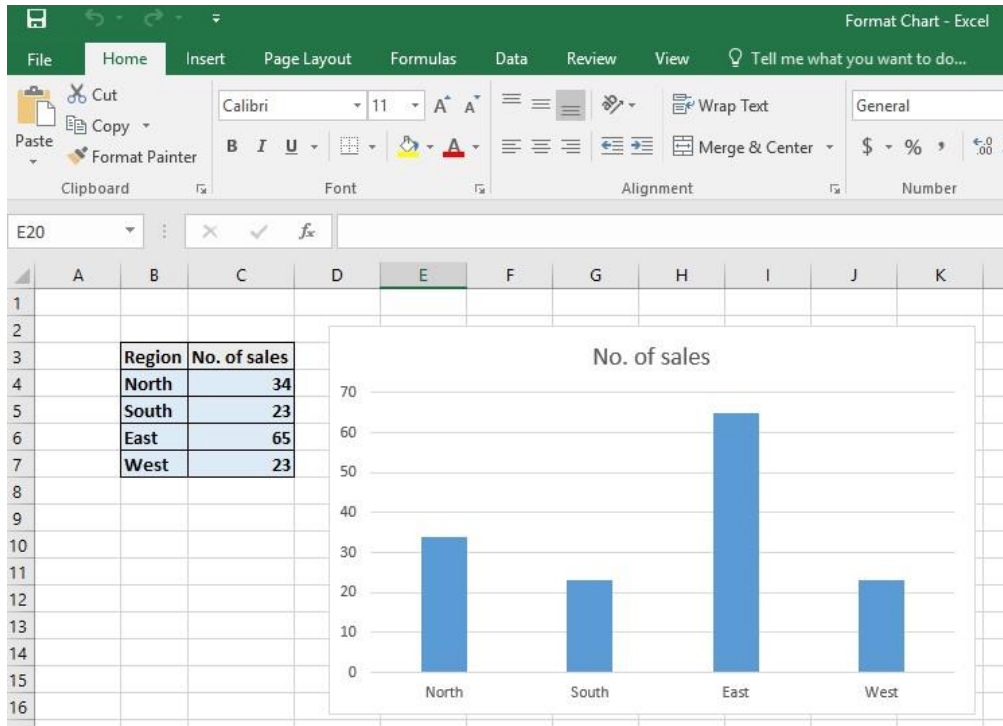 Format Chart - Excel
File Home Insert Page Layout Formulas Data Review View Tell me what you want to do...
Cut
Copy
Format Painter
Paste
Clipboard
Calibri 11 A A
B I U A
Font
Wrap Text
Merge & Center
Alignment
General
$ % , .0 .00
Number
E20 fx
A B C D E F G H I J K
1
2
3 Region No. of sales
4 North 34
5 South 23
6 East 65
7 West 23
8
9
10
11
12
13
14
15
16
No. of sales
70
60
50
40
30
20
10
0
North South East West